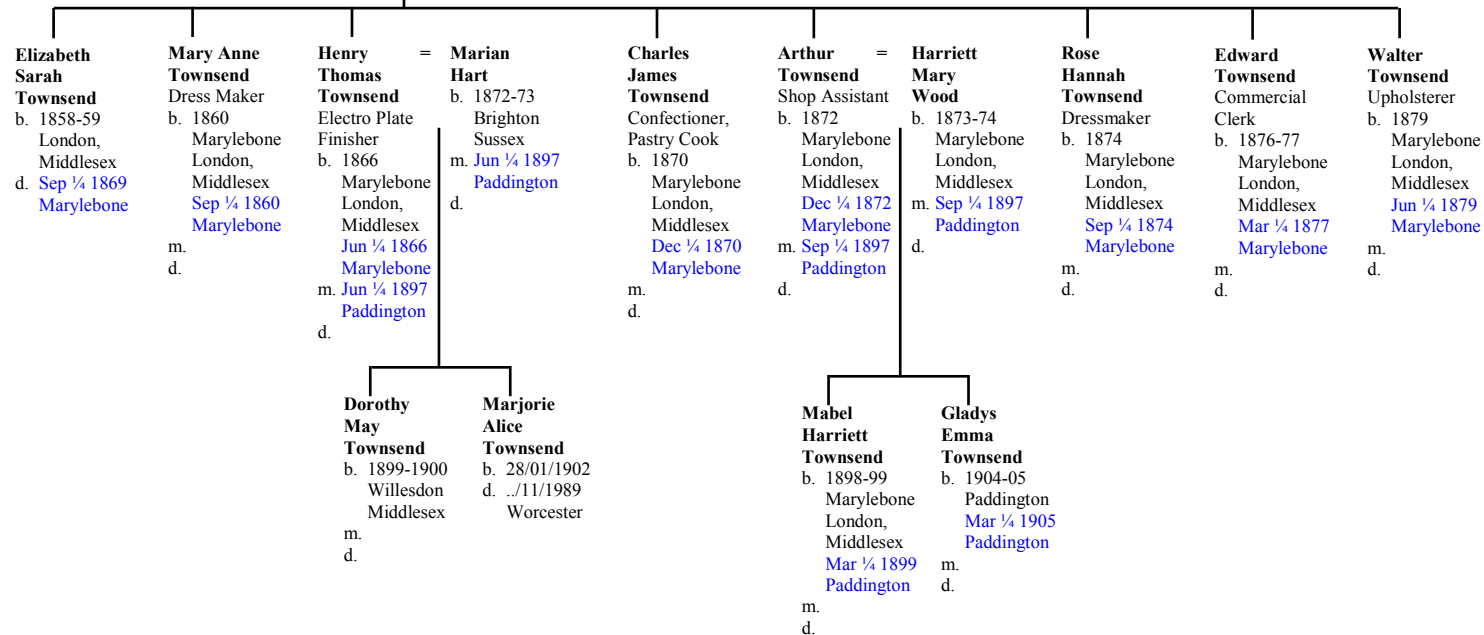 Elizabeth
Sarah
Townsend
b. 1858-59
London,
Middlesex
d. Sep ¼ 1869
Marylebone
Mary Anne
Townsend
Dress Maker
b. 1860
Marylebone
London,
Middlesex
Sep ¼ 1860
Marylebone
m.
d.
Henry =
Thomas
Townsend
Electro Plate
Finisher
b. 1866
Marylebone
London,
Middlesex
Jun ¼ 1866
Marylebone
m. Jun ¼ 1897
Paddington
d.
Marian
Hart
b. 1872-73
Brighton
Sussex
m. Jun ¼ 1897
Paddington
d.
Charles
James
Townsend
Confectioner,
Pastry Cook
b. 1870
Marylebone
London,
Middlesex
Dec ¼ 1870
Marylebone
m.
d.
Arthur =
Townsend
Shop Assistant
b. 1872
Marylebone
London,
Middlesex
Dec ¼ 1872
Marylebone
m. Sep ¼ 1897
Paddington
d.
Harriett
Mary
Wood
b. 1873-74
Marylebone
London,
Middlesex
m. Sep ¼ 1897
Paddington
d.
Rose
Hannah
Townsend
Dressmaker
b. 1874
Marylebone
London,
Middlesex
Sep ¼ 1874
Marylebone
m.
d.
Edward
Townsend
Commercial
Clerk
b. 1876-77
Marylebone
London,
Middlesex
Mar ¼ 1877
Marylebone
m.
d.
Walter
Townsend
Upholsterer
b. 1879
Marylebone
London,
Middlesex
Jun ¼ 1879
Marylebone
m.
d.
Dorothy
May
Townsend
b. 1899-1900
Willesdon
Middlesex
m.
d.
Marjorie
Alice
Townsend
b. 28/01/1902
d. ../11/1989
Worcester
Mabel
Harriett
Townsend
b. 1898-99
Marylebone
London,
Middlesex
Mar ¼ 1899
Paddington
m.
d.
Gladys
Emma
Townsend
b. 1904-05
Paddington
Mar ¼ 1905
Paddington
m.
d.